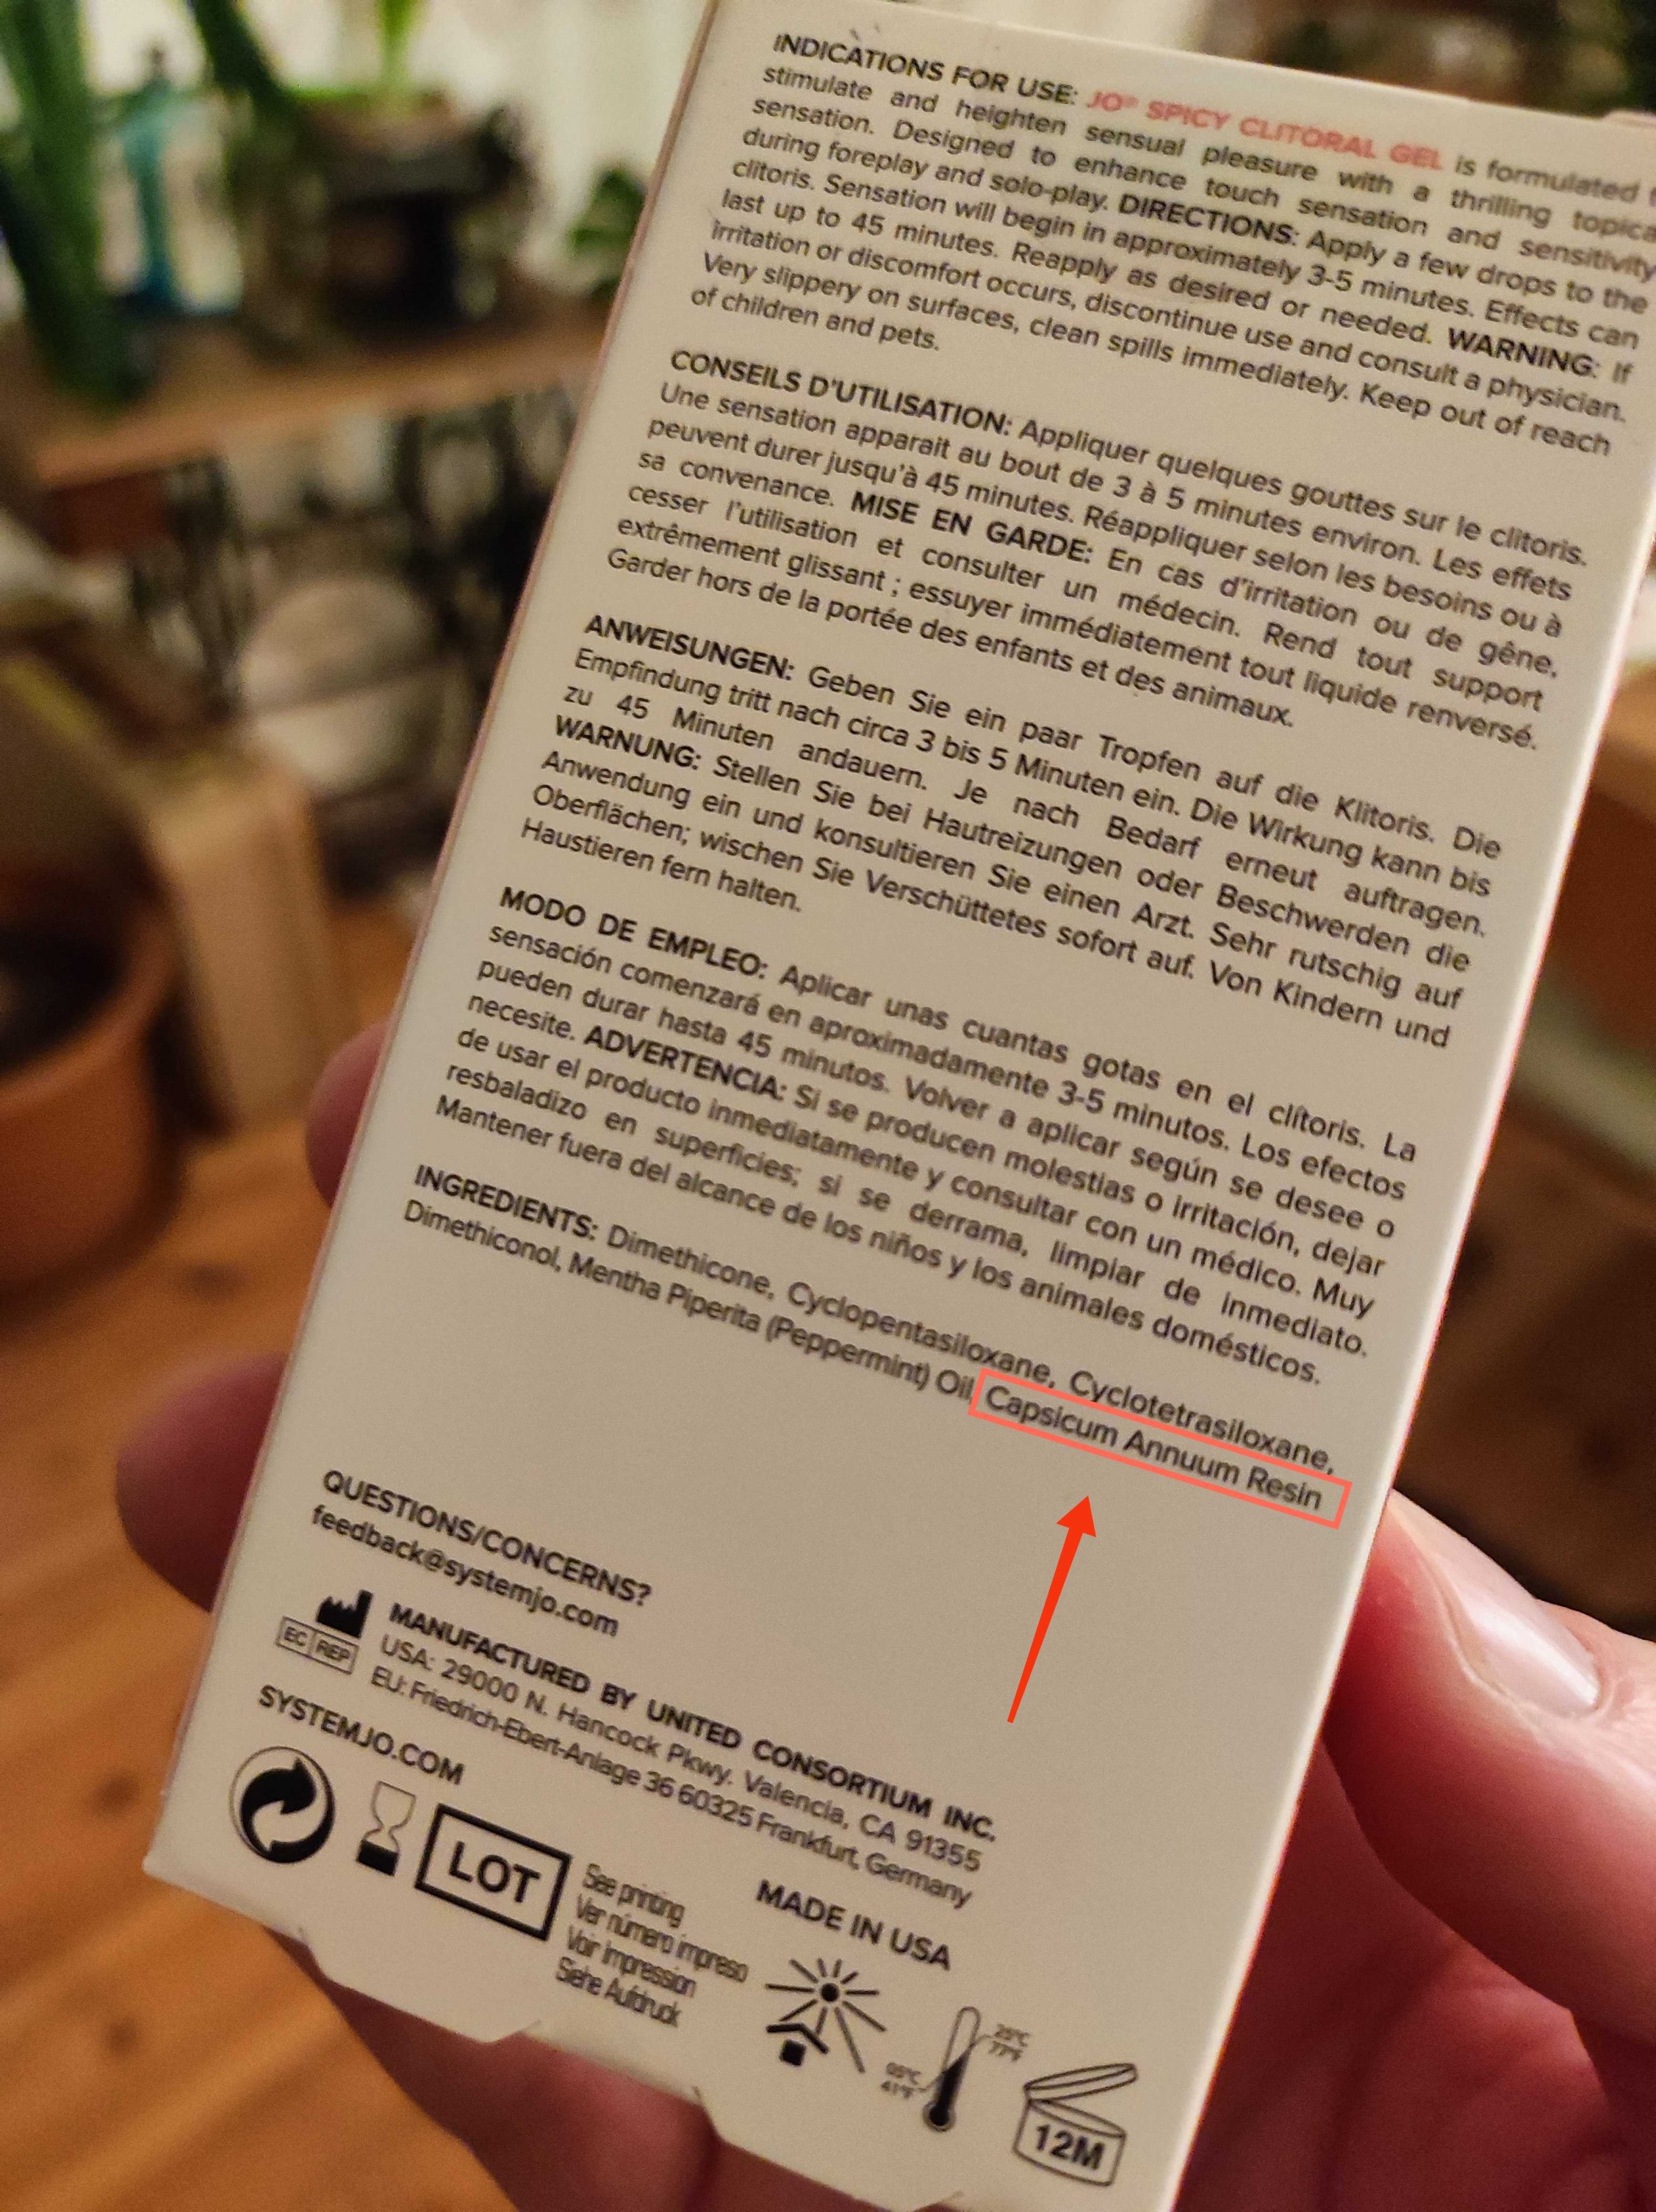 INDICATIONS FOR USE: JO® SPICY CLITORAL GEL is formulated
stimulate and heighten sensual pleasure with a thrilling topica
sensation. Designed to enhance touch sensation and sensitivity
during foreplay and solo-play. DIRECTIONS: Apply a few drops to the
clitoris. Sensation will begin in approximately 3-5 minutes. Effects can
last up to 45 minutes. Reapply as desired or needed. WARNING: If
irritation or discomfort occurs, discontinue use and consult a physician.
Very slippery on surfaces, clean spills immediately. Keep out of reach
of children and pets.
CONSEILS D'UTILISATION: Appliquer quelques gouttes sur le clitoris.
Une sensation apparait au bout de 3 à 5 minutes environ. Les effets
peuvent durer jusqu'à 45 minutes. Réappliquer selon les besoins ou à
sa convenance. MISE EN GARDE: En cas d'irritation ou de gêne,
cesser l'utilisation et consulter un médecin. Rend tout support
extrêmement glissant ; essuyer immédiatement tout liquide renversé.
Garder hors de la portée des enfants et des animaux.
ANWEISUNGEN: Geben Sie ein paar Tropfen auf die Klitoris. Die
Empfindung tritt nach circa 3 bis 5 Minuten ein. Die Wirkung kann bis
zu 45 Minuten andauern. Je nach Bedarf erneut auftragen.
WARNUNG: Stellen Sie bei Hautreizungen oder Beschwerden die
Anwendung ein und konsultieren Sie einen Arzt. Sehr rutschig auf
Oberflächen; wischen Sie Verschüttetes sofort auf. Von Kindern und
Haustieren fern halten.
MODO DE EMPLEO: Aplicar unas cuantas gotas en el clítoris. La
sensación comenzará en aproximadamente 3-5 minutos. Los efectos
pueden durar hasta 45 minutos. Volver a aplicar según se desee o
necesite. ADVERTENCIA: Si se producen molestias o irritación, dejar
de usar el producto inmediatamente y consultar con un médico. Muy
resbaladizo en superficies; si se derrama, limpiar de inmediato.
Mantener fuera del alcance de los niños y los animales domésticos.
INGREDIENTS: Dimethicone, Cyclopentasiloxane, Cyclotetrasiloxane,
Dimethiconol, Mentha Piperita (Peppermint) Oil, Capsicum Annuum Resin
QUESTIONS/CONCERNS?
feedback@systemjo.com
EC REP
MANUFACTURED BY UNITED CONSORTIUM INC.
USA: 29000 N. Hancock Pkwy. Valencia, CA 91355
EU: Friedrich-Ebert-Anlage 36 60325 Frankfurt, Germany
SYSTEMJO.COM
MADE IN USA
LOT
See printing
Ver número impreso
Voir impression
Siehe Aufdruck
05°C
41°F
25°C
77°F
12M